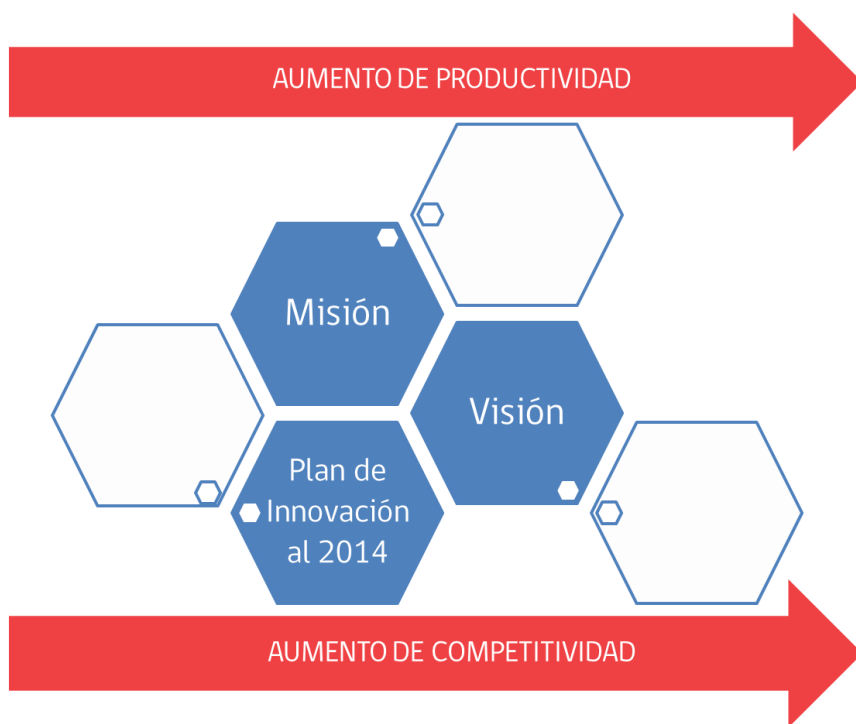 AUMENTO DE PRODUCTIVIDAD
Misión
Visión
Plan de
Innovación
al 2014
AUMENTO DE COMPETITIVIDAD